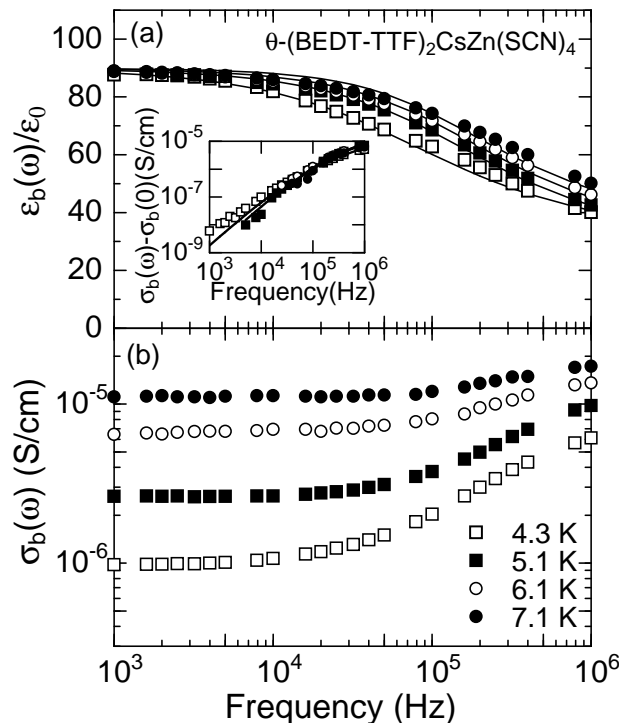 (a) θ-(BEDT-TTF)₂CsZn(SCN)₄
εb(ω)/ε₀
100
80
60
40
20
0
σb(ω)-σb(0)(S/cm)
10⁻⁵
10⁻⁷
10⁻⁹
10³ 10⁴ 10⁵ 10⁶
Frequency(Hz)
(b)
σb(ω) (S/cm)
10⁻⁵
10⁻⁶
4.3 K
5.1 K
6.1 K
7.1 K
10³ 10⁴ 10⁵ 10⁶
Frequency (Hz)